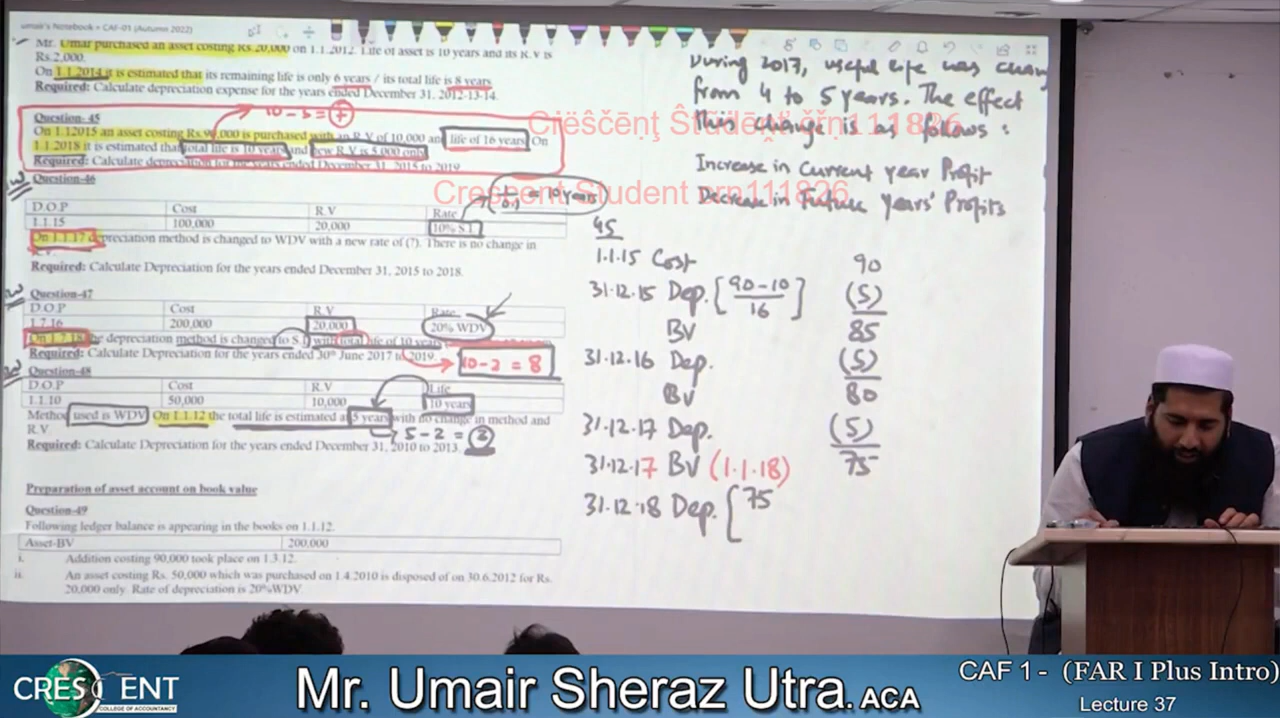 umair's Notebook » CAF-01 (Autumn 2022)
Mr. Umar purchased an asset costing Rs.20,000 on 1.1.2012. Life of asset is 10 years and its R.V is
Rs.2,000.
On 1.1.2014 it is estimated that its remaining life is only 6 years / its total life is 8 years
Required: Calculate depreciation expense for the years ended December 31, 2012-13-14.
Question- 45
On 1.12015 an asset costing Rs.90,000 is purchased with an R.V of 10,000 and life of 16 years. On
1.1.2018 it is estimated that total life is 10 years and new R.V is 5,000 only.
Required: Calculate depreciation for the years ended December 31, 2015 to 2019
Question-46
D.O.P Cost R.V Rate
1.1.15 100,000 20,000 10% S.L
= 10 years
On 1.1.17 depreciation method is changed to WDV with a new rate of (?). There is no change in
Required: Calculate Depreciation for the years ended December 31, 2015 to 2018.
Question-47
D.O.P Cost R.V Rate
1.7.16 200,000 20,000 20% WDV
On 1.7.18 the depreciation method is changed to S.L with total life of 10 years
Required: Calculate Depreciation for the years ended 30th June 2017 to 2019.
10-2 = 8
Question-48
D.O.P Cost R.V Life
1.1.10 50,000 10,000 10 years
Method used is WDV On 1.1.12 the total life is estimated at 5 years with no change in method and
R.V.
5-2 =
Required: Calculate Depreciation for the years ended December 31, 2010 to 2013.
Preparation of asset account on book value
Question-49
Following ledger balance is appearing in the books on 1.1.12.
Asset-BV 200,000
i. Addition costing 90,000 took place on 1.3.12.
ii. An asset costing Rs. 50,000 which was purchased on 1.4.2010 is disposed of on 30.6.2012 for Rs.
20,000 only. Rate of depreciation is 20%WDV.
During 2017, useful life was chan
from 4 to 5 years. The effect
this change is as follows:
Increase in Current year Profit
Decrease in Future Years' Profits
Crescent Student crn111826
45
1.1.15 Cost 90
31.12.15 Dep. [90-10/16] (5)
BV 85
31.12.16 Dep. (5)
BV 80
31.12.17 Dep. (5)
31.12.17 BV (1.1.18) 75
31.12.18 Dep. [75
CRESCENT
COLLEGE OF ACCOUNTANCY
Mr. Umair Sheraz Utra. ACA
CAF 1 - (FAR I Plus Intro)
Lecture 37